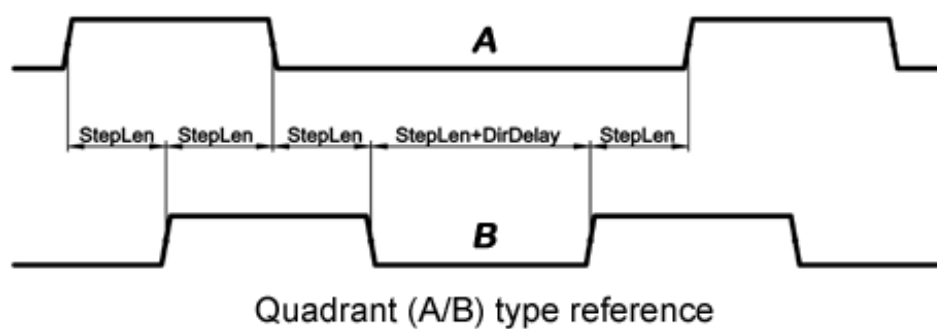 A
StepLen StepLen StepLen StepLen+DirDelay StepLen
B
Quadrant (A/B) type reference